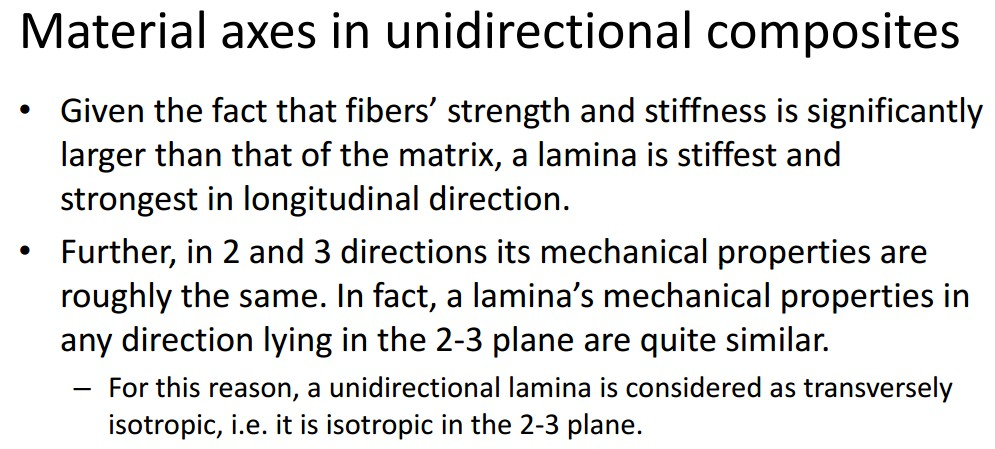 Material axes in unidirectional composites
• Given the fact that fibers’ strength and stiffness is significantly
larger than that of the matrix, a lamina is stiffest and
strongest in longitudinal direction.
• Further, in 2 and 3 directions its mechanical properties are
roughly the same. In fact, a lamina’s mechanical properties in
any direction lying in the 2-3 plane are quite similar.
– For this reason, a unidirectional lamina is considered as transversely
isotropic, i.e. it is isotropic in the 2-3 plane.